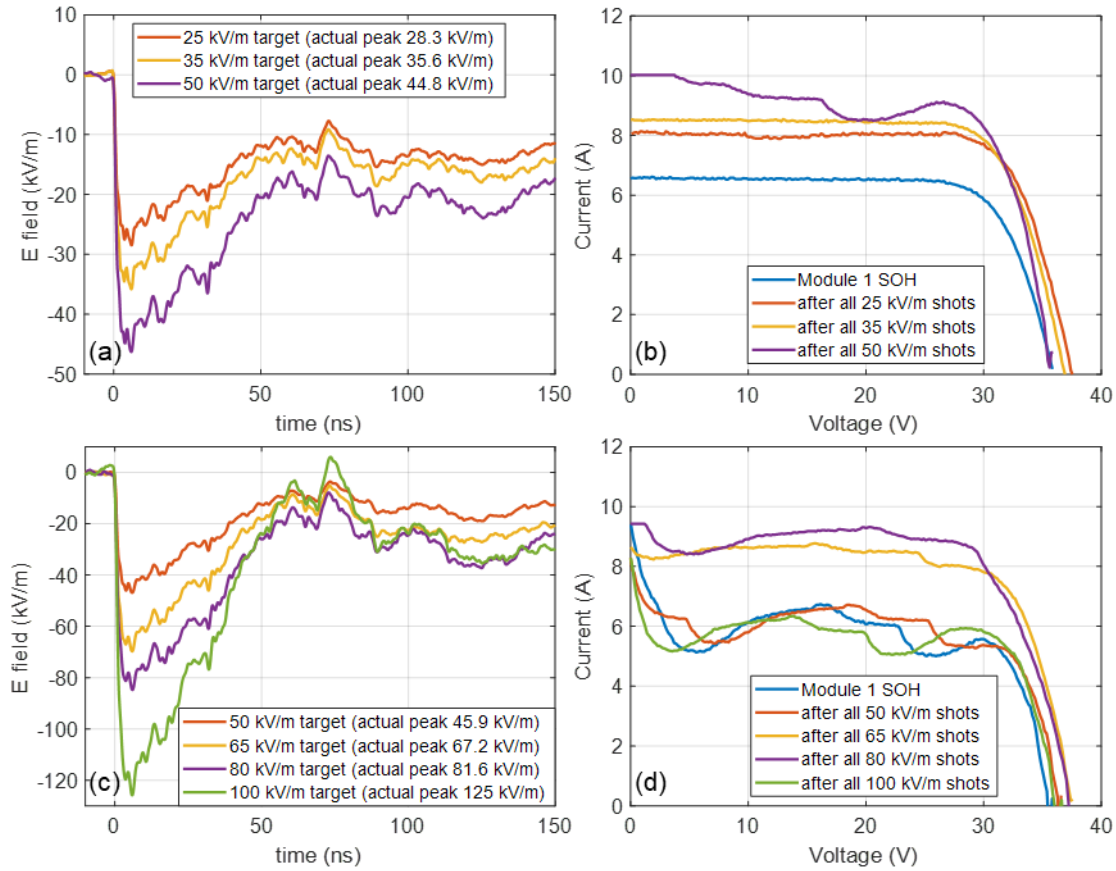 10
0
-10
-20
-30
-40
-50
E field (kV/m)
0
50
100
150
time (ns)
25 kV/m target (actual peak 28.3 kV/m)
35 kV/m target (actual peak 35.6 kV/m)
50 kV/m target (actual peak 44.8 kV/m)
(a)
12
10
8
6
4
2
0
Current (A)
0
10
20
30
40
Voltage (V)
Module 1 SOH
after all 25 kV/m shots
after all 35 kV/m shots
after all 50 kV/m shots
(b)
0
-20
-40
-60
-80
-100
-120
E field (kV/m)
0
50
100
150
time (ns)
50 kV/m target (actual peak 45.9 kV/m)
65 kV/m target (actual peak 67.2 kV/m)
80 kV/m target (actual peak 81.6 kV/m)
100 kV/m target (actual peak 125 kV/m)
(c)
12
10
8
6
4
2
0
Current (A)
0
10
20
30
40
Voltage (V)
Module 1 SOH
after all 50 kV/m shots
after all 65 kV/m shots
after all 80 kV/m shots
after all 100 kV/m shots
(d)